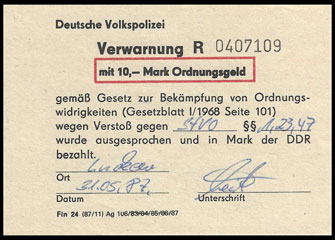 Deutsche Volkspolizei
Verwarnung R 0407109
mit 10,— Mark Ordnungsgeld
gemäß Gesetz zur Bekämpfung von Ordnungs-
widrigkeiten (Gesetzblatt I/1968 Seite 101)
wegen Verstoß gegen StVO §§ 1,23,47
wurde ausgesprochen und in Mark der DDR
bezahlt.
Ort
31.05.87.
Datum Unterschrift
Fin 24 (87/11) Ag 106/83/84/85/86/87